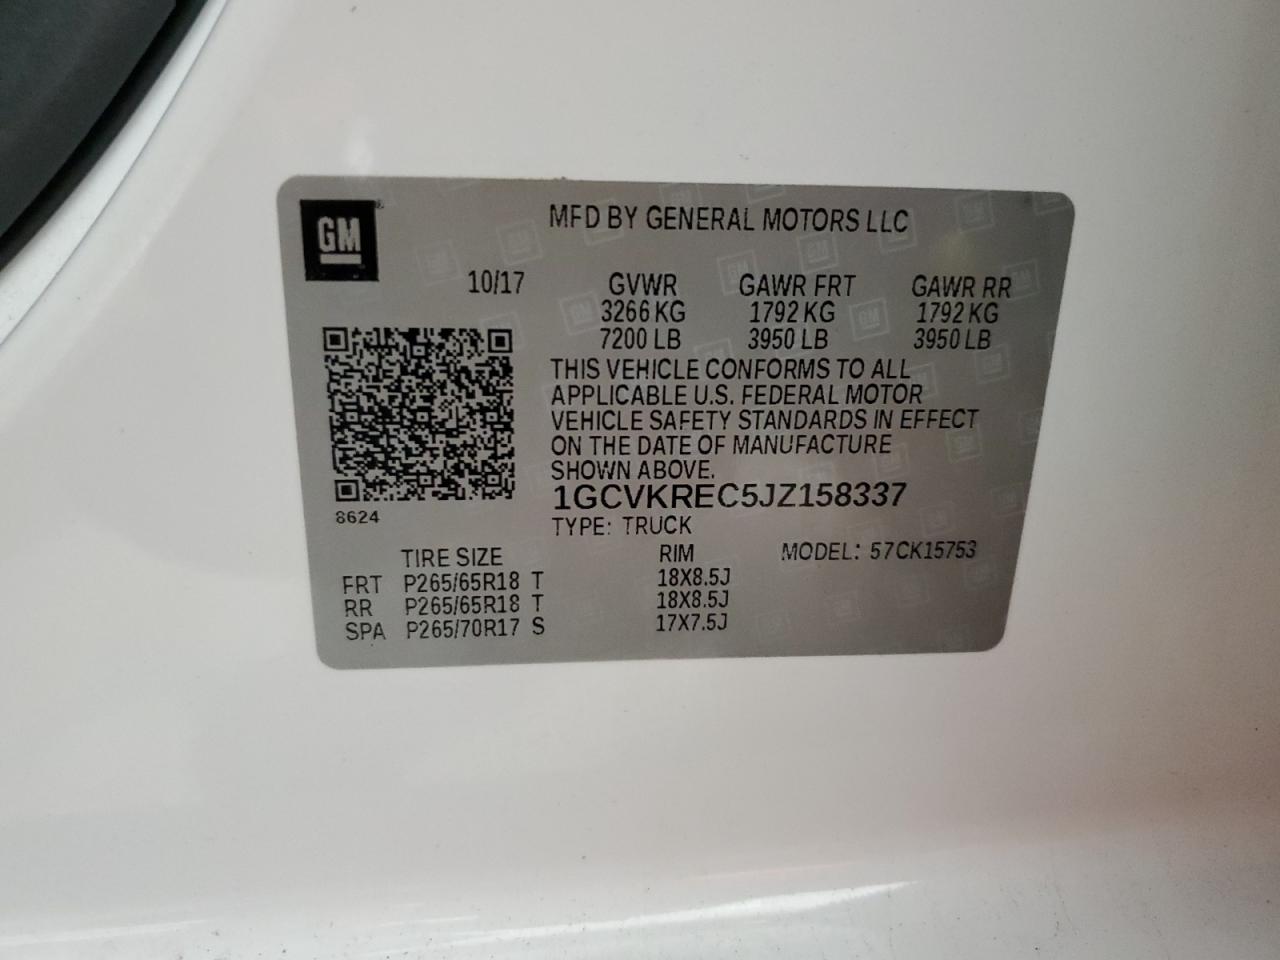 GM
MFD BY GENERAL MOTORS LLC
10/17 GVWR GAWR FRT GAWR RR
3266 KG 1792 KG 1792 KG
7200 LB 3950 LB 3950 LB
THIS VEHICLE CONFORMS TO ALL
APPLICABLE U.S. FEDERAL MOTOR
VEHICLE SAFETY STANDARDS IN EFFECT
ON THE DATE OF MANUFACTURE
SHOWN ABOVE.
1GCVKREC5JZ158337
8624
TYPE: TRUCK
TIRE SIZE RIM MODEL: 57CK15753
FRT P265/65R18 T 18X8.5J
RR P265/65R18 T 18X8.5J
SPA P265/70R17 S 17X7.5J